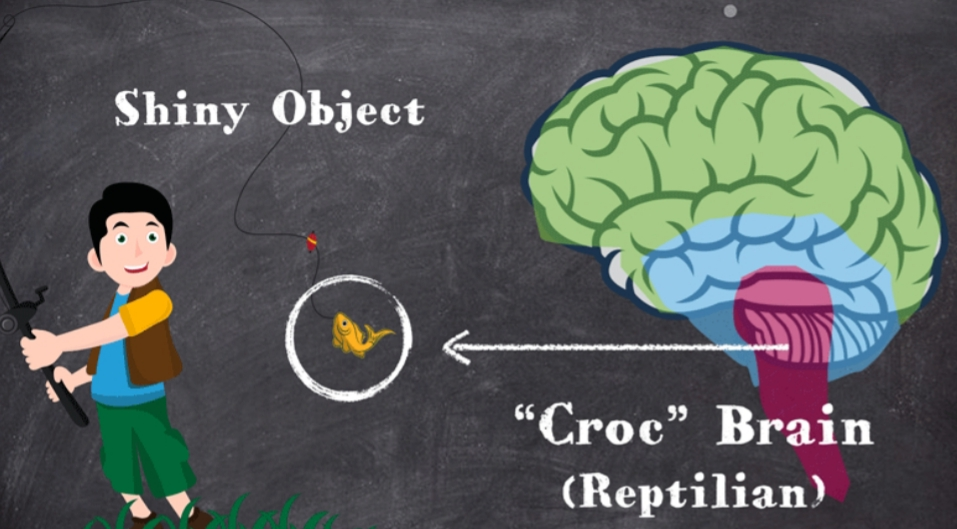 Shiny Object
“Croc” Brain
(Reptilian)